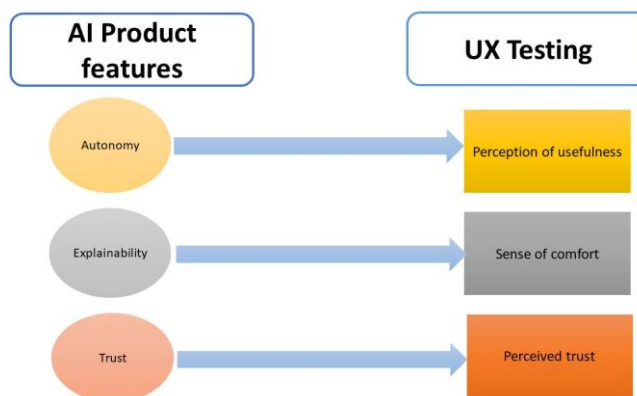 AI Product
features
UX Testing
Autonomy
Perception of usefulness
Explainability
Sense of comfort
Trust
Perceived trust